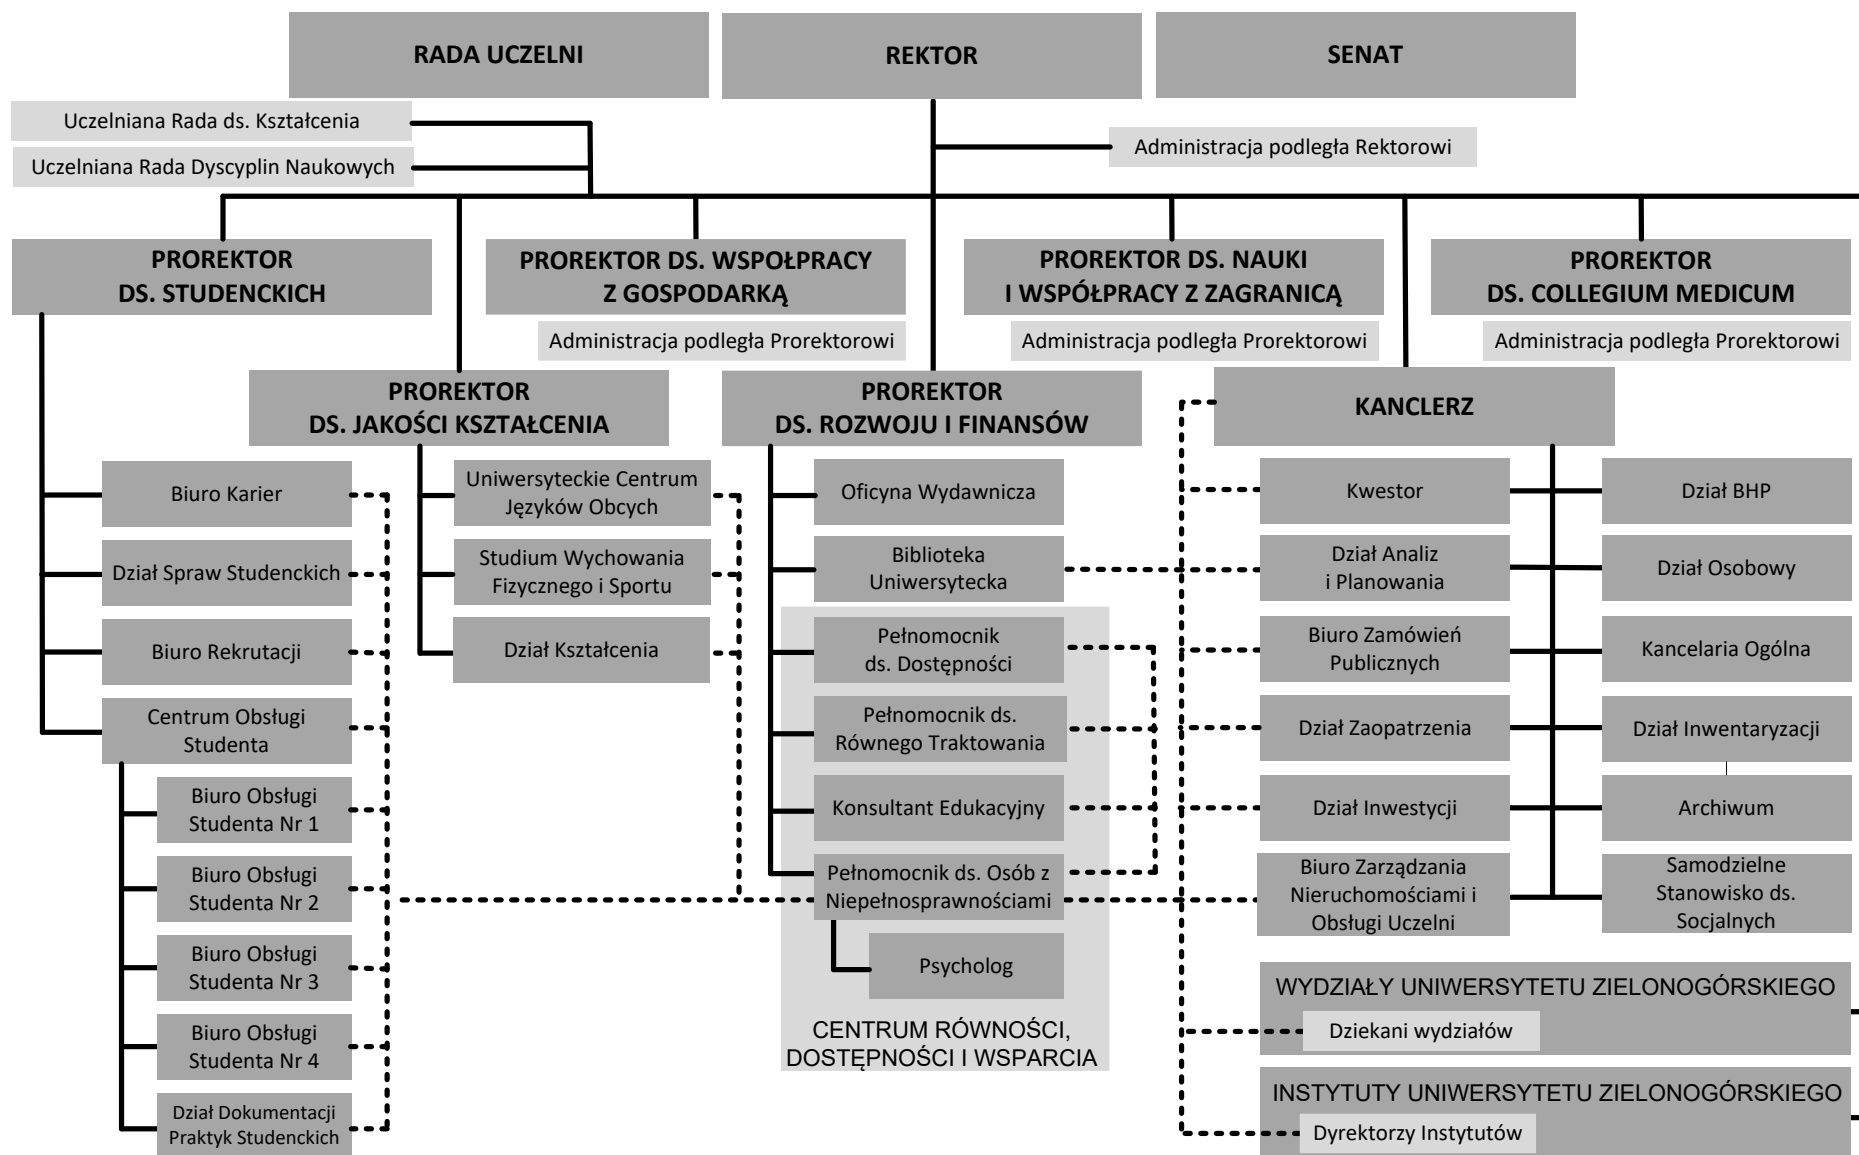 RADA UCZELNI
REKTOR
SENAT
Uczelniana Rada ds. Kształcenia
Uczelniana Rada Dyscyplin Naukowych
Administracja podległa Rektorowi
PROREKTOR
DS. STUDENCKICH
PROREKTOR DS. WSPOŁPRACY
Z GOSPODARKĄ
Administracja podległa Prorektorowi
PROREKTOR DS. NAUKI
I WSPÓŁPRACY Z ZAGRANICĄ
Administracja podległa Prorektorowi
PROREKTOR
DS. COLLEGIUM MEDICUM
Administracja podległa Prorektorowi
PROREKTOR
DS. JAKOŚCI KSZTAŁCENIA
PROREKTOR
DS. ROZWOJU I FINANSÓW
KANCLERZ
Biuro Karier
Dział Spraw Studenckich
Biuro Rekrutacji
Centrum Obsługi
Studenta
Biuro Obsługi
Studenta Nr 1
Biuro Obsługi
Studenta Nr 2
Biuro Obsługi
Studenta Nr 3
Biuro Obsługi
Studenta Nr 4
Dział Dokumentacji
Praktyk Studenckich
Uniwersyteckie Centrum
Języków Obcych
Studium Wychowania
Fizycznego i Sportu
Dział Kształcenia
Oficyna Wydawnicza
Biblioteka
Uniwersytecka
Pełnomocnik
ds. Dostępności
Pełnomocnik ds.
Równego Traktowania
Konsultant Edukacyjny
Pełnomocnik ds. Osób z
Niepełnosprawnościami
Psycholog
CENTRUM RÓWNOŚCI,
DOSTĘPNOŚCI I WSPARCIA
Kwestor
Dział Analiz
i Planowania
Biuro Zamówień
Publicznych
Dział Zaopatrzenia
Dział Inwestycji
Biuro Zarządzania
Nieruchomościami i
Obsługi Uczelni
Dział BHP
Dział Osobowy
Kancelaria Ogólna
Dział Inwentaryzacji
Archiwum
Samodzielne
Stanowisko ds.
Socjalnych
WYDZIAŁY UNIWERSYTETU ZIELONOGÓRSKIEGO
Dziekani wydziałów
INSTYTUTY UNIWERSYTETU ZIELONOGÓRSKIEGO
Dyrektorzy Instytutów